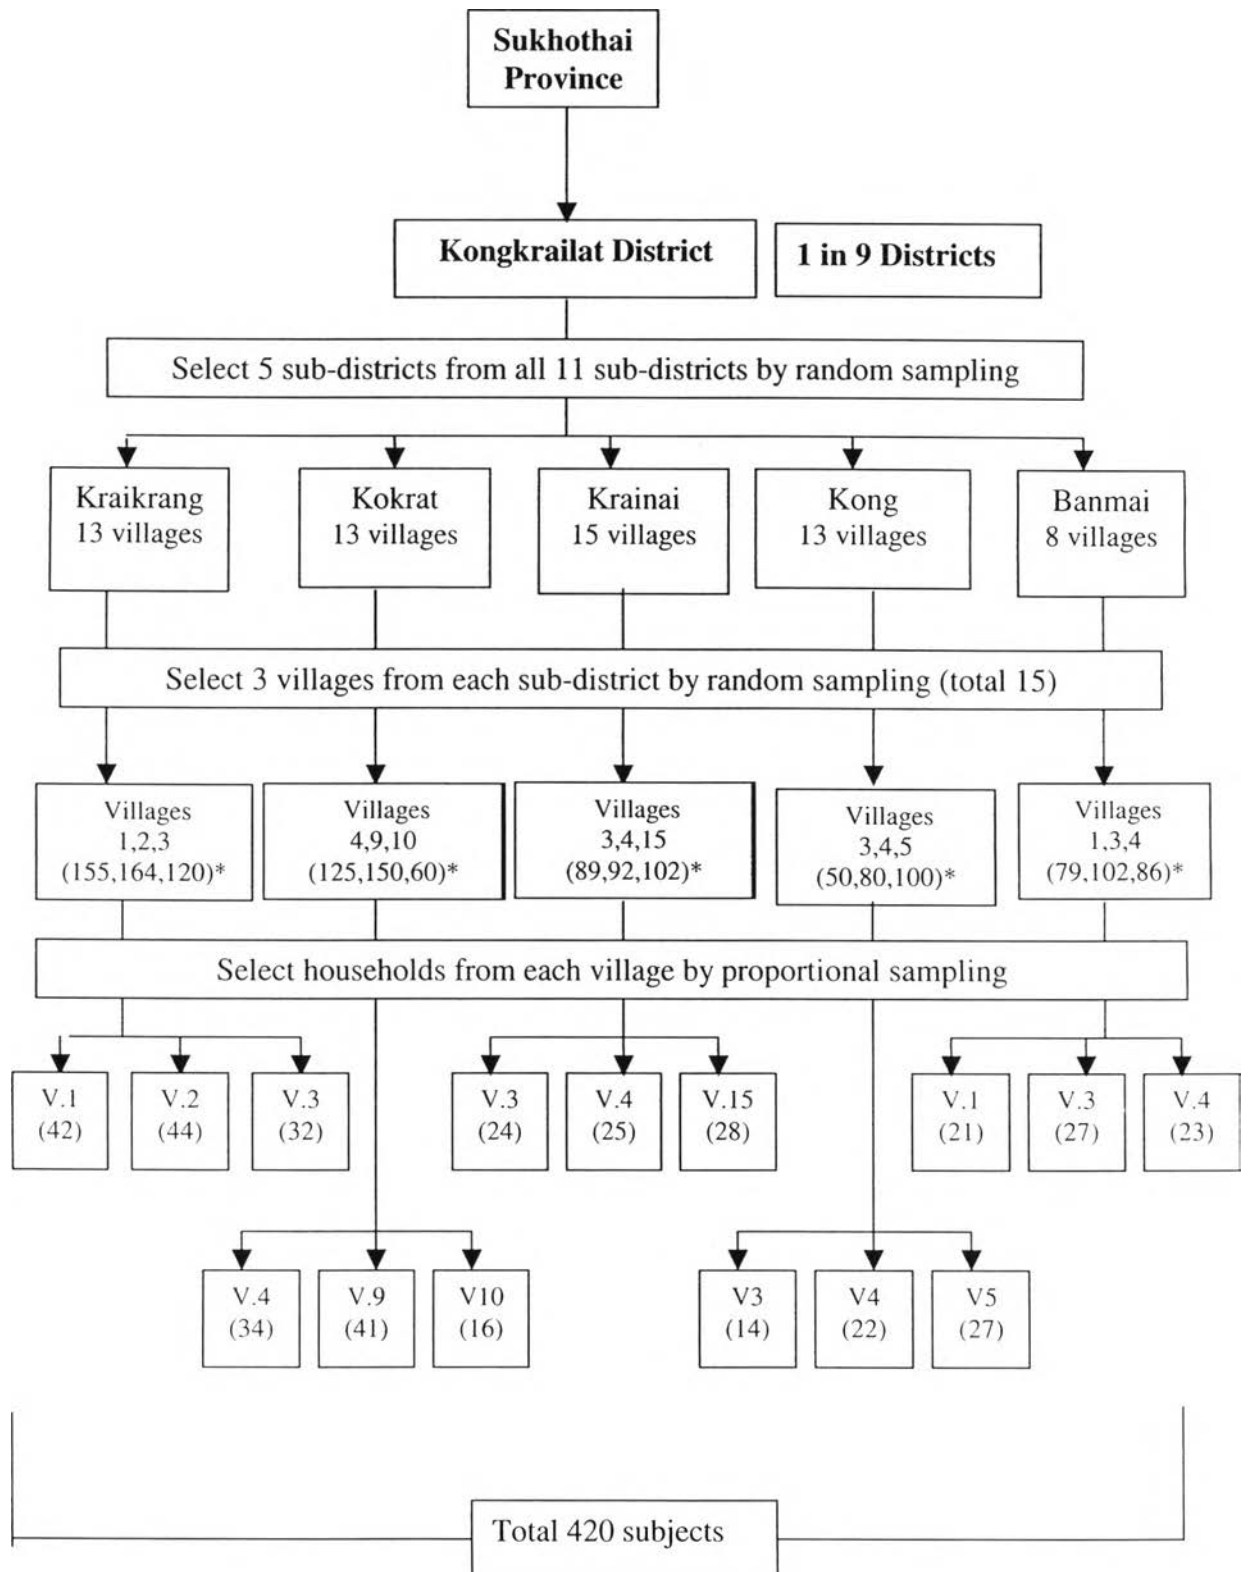 Sukhothai
Province
Kongkrailat District
1 in 9 Districts
Select 5 sub-districts from all 11 sub-districts by random sampling
Kraikrang
13 villages
Kokrat
13 villages
Krainai
15 villages
Kong
13 villages
Banmai
8 villages
Select 3 villages from each sub-district by random sampling (total 15)
Villages
1,2,3
(155,164,120)*
Villages
4,9,10
(125,150,60)*
Villages
3,4,15
(89,92,102)*
Villages
3,4,5
(50,80,100)*
Villages
1,3,4
(79,102,86)*
Select households from each village by proportional sampling
V.1
(42)
V.2
(44)
V.3
(32)
V.3
(24)
V.4
(25)
V.15
(28)
V.1
(21)
V.3
(27)
V.4
(23)
V.4
(34)
V.9
(41)
V10
(16)
V3
(14)
V4
(22)
V5
(27)
Total 420 subjects